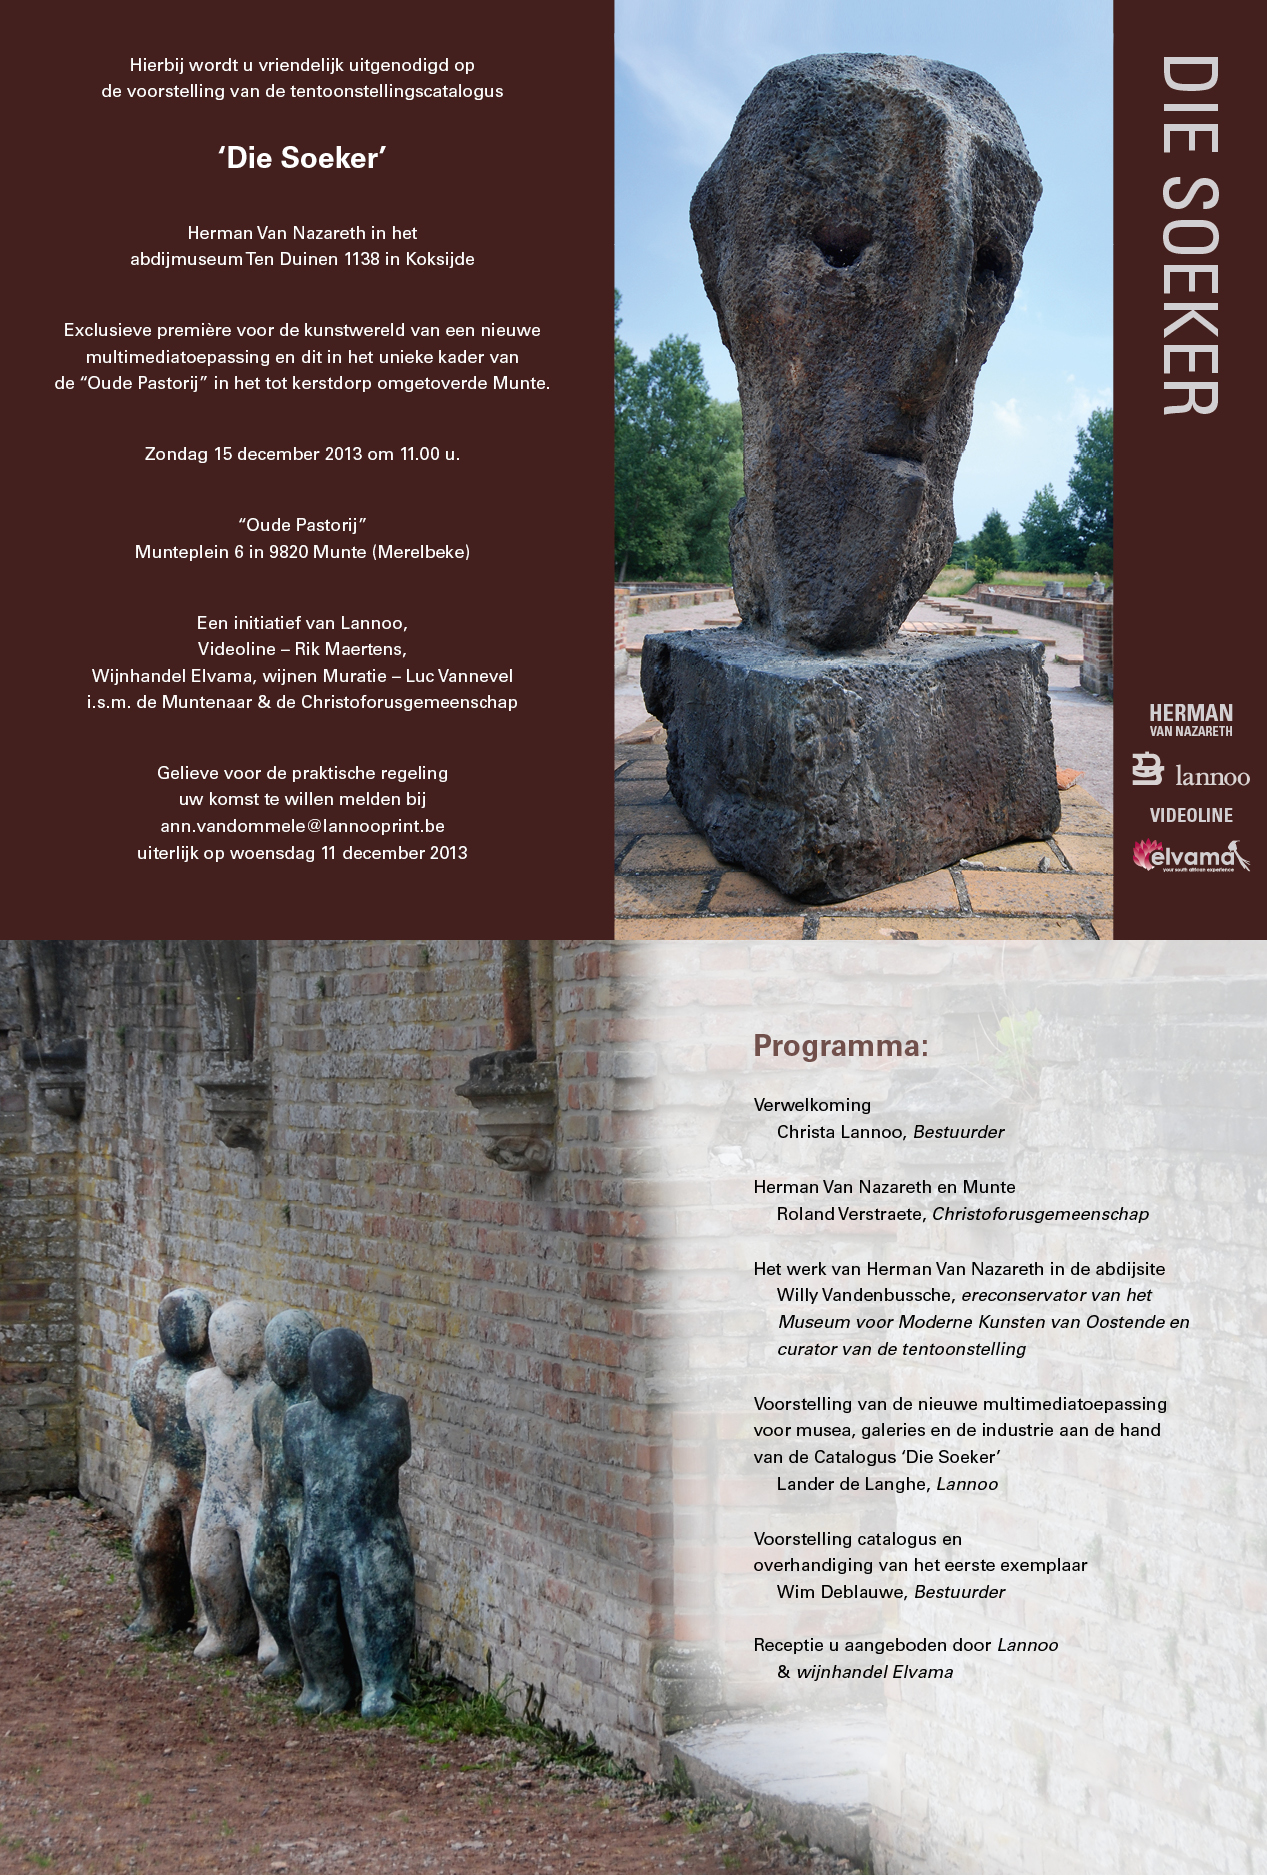 Hierbij wordt u vriendelijk uitgenodigd op
de voorstelling van de tentoonstellingscatalogus
‘Die Soeker’
Herman Van Nazareth in het
abdijmuseum Ten Duinen 1138 in Koksijde
Exclusieve première voor de kunstwereld van een nieuwe
multimediatoepassing en dit in het unieke kader van
de “Oude Pastorij” in het tot kerstdorp omgetoverde Munte.
Zondag 15 december 2013 om 11.00 u.
“Oude Pastorij”
Munteplein 6 in 9820 Munte (Merelbeke)
Een initiatief van Lannoo,
Videoline – Rik Maertens,
Wijnhandel Elvama, wijnen Muratie – Luc Vannevel
i.s.m. de Muntenaar & de Christoforusgemeenschap
Gelieve voor de praktische regeling
uw komst te willen melden bij
ann.vandommele@lannooprint.be
uiterlijk op woensdag 11 december 2013
DIE SOEKER
HERMAN
VAN NAZARETH
lannoo
VIDEOLINE
elvama
your south african experience
Programma:
Verwelkoming
Christa Lannoo, Bestuurder
Herman Van Nazareth en Munte
Roland Verstraete, Christoforusgemeenschap
Het werk van Herman Van Nazareth in de abdijsite
Willy Vandenbussche, ereconservator van het
Museum voor Moderne Kunsten van Oostende en
curator van de tentoonstelling
Voorstelling van de nieuwe multimediatoepassing
voor musea, galeries en de industrie aan de hand
van de Catalogus ‘Die Soeker’
Lander de Langhe, Lannoo
Voorstelling catalogus en
overhandiging van het eerste exemplaar
Wim Deblauwe, Bestuurder
Receptie u aangeboden door Lannoo
& wijnhandel Elvama